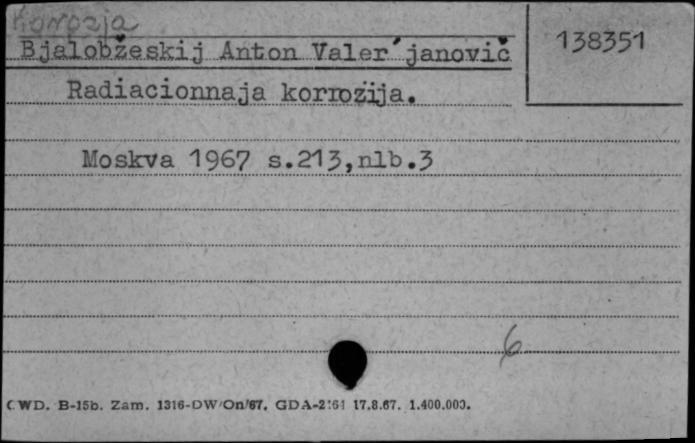 Korozja
138351
Bjalobžeskij Anton Valer´janovič
Radiacionnaja korrozija.
Moskva 1967 s.213,nlb.3
6
CWD. B-15b. Zam. 1316-DW/On/67. GDA-2161 17.8.67. 1.400.000.